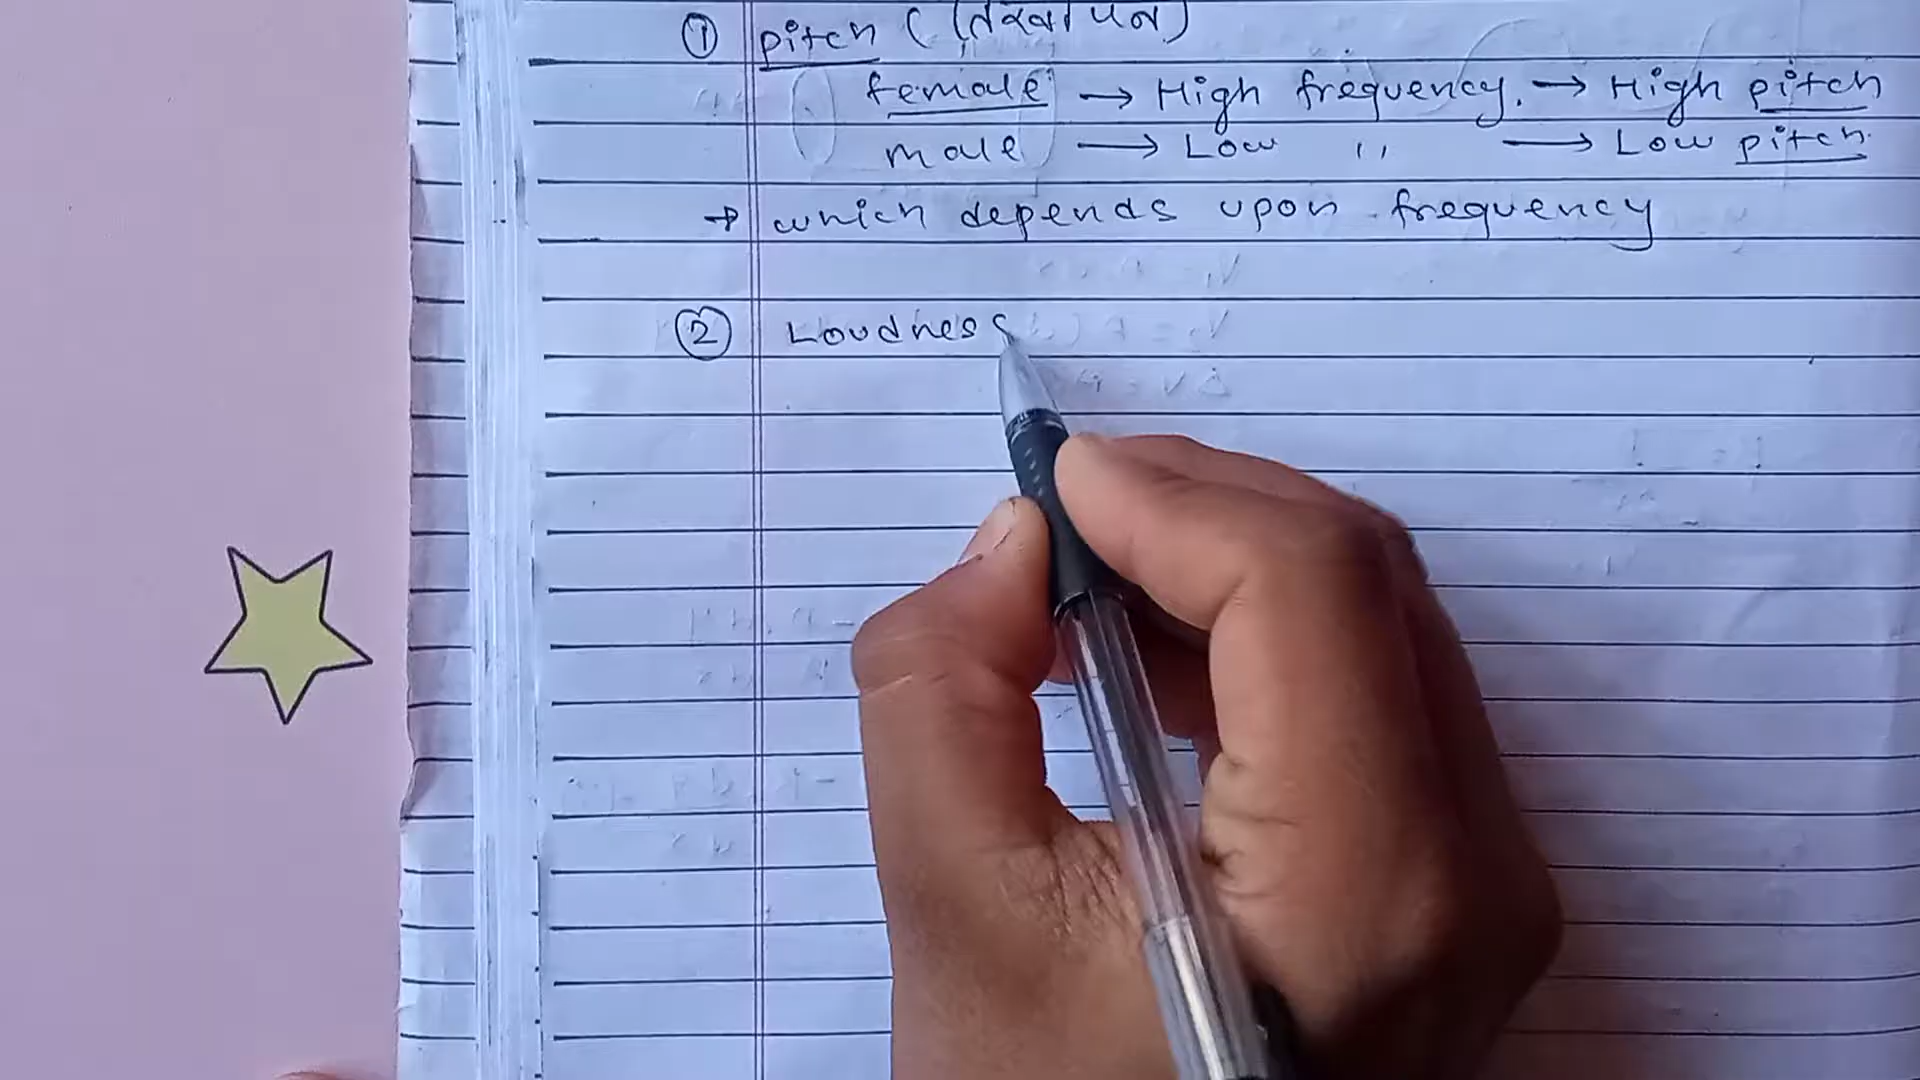 ① pitch (
female → High frequency. → High pitch
male → Low ,, → Low pitch.
→ which depends upon frequency
② Loudness